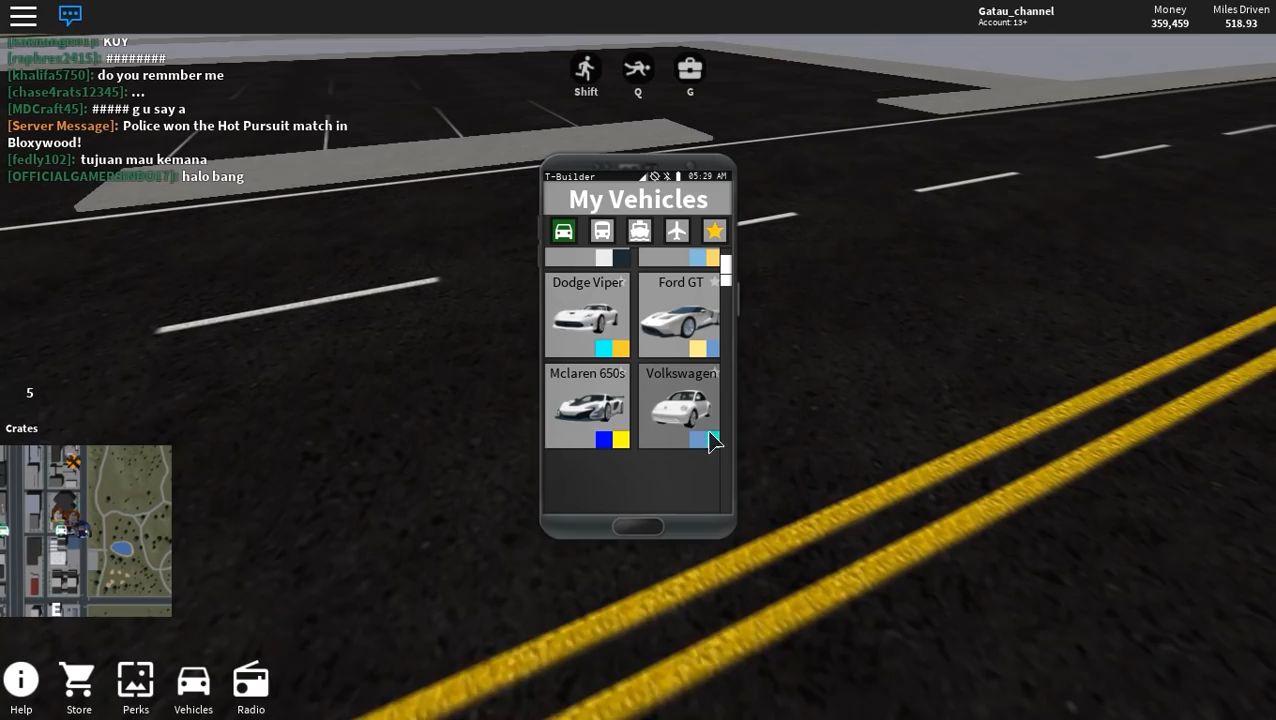 Gatau_channel
Account: 13+
Money
359,459
Miles Driven
518.93
KUY
########
[khalifa5750]: do you remmber me
[chase4rats12345]: ...
[MDCraft45]: ##### g u say a
[Server Message]: Police won the Hot Pursuit match in
Bloxywood!
[fedly102]: tujuan mau kemana
halo bang
Shift
Q
G
T-Builder
05:29 AM
My Vehicles
Dodge Viper
Ford GT
Mclaren 650s
Volkswagen
5
Crates
E
Help
Store
Perks
Vehicles
Radio